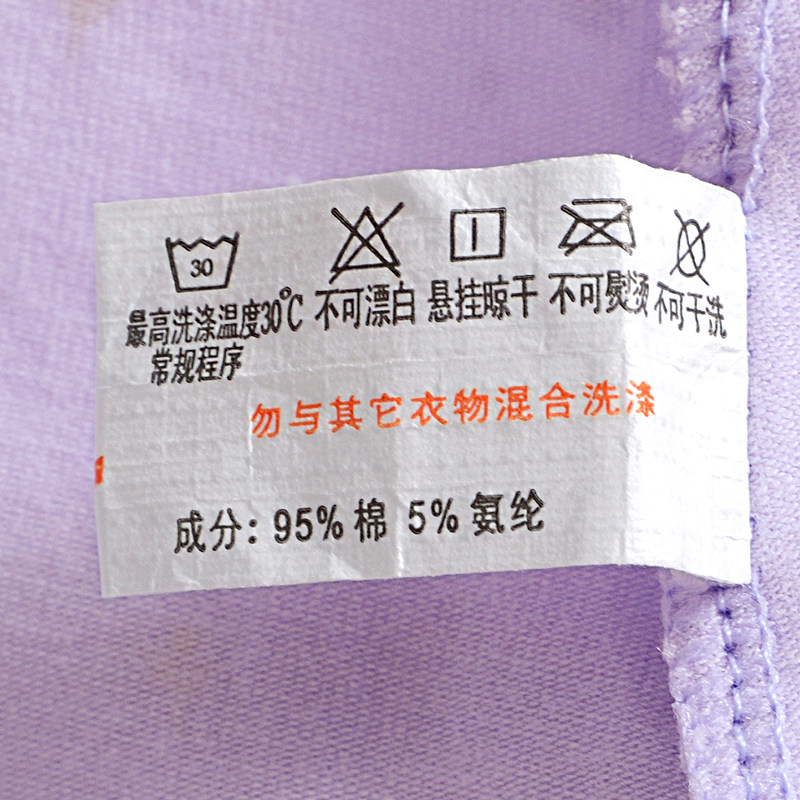 30
最高洗涤温度30℃ 不可漂白 悬挂晾干 不可熨烫 不可干洗
常规程序
勿与其它衣物混合洗涤
成分：95% 棉 5% 氨纶